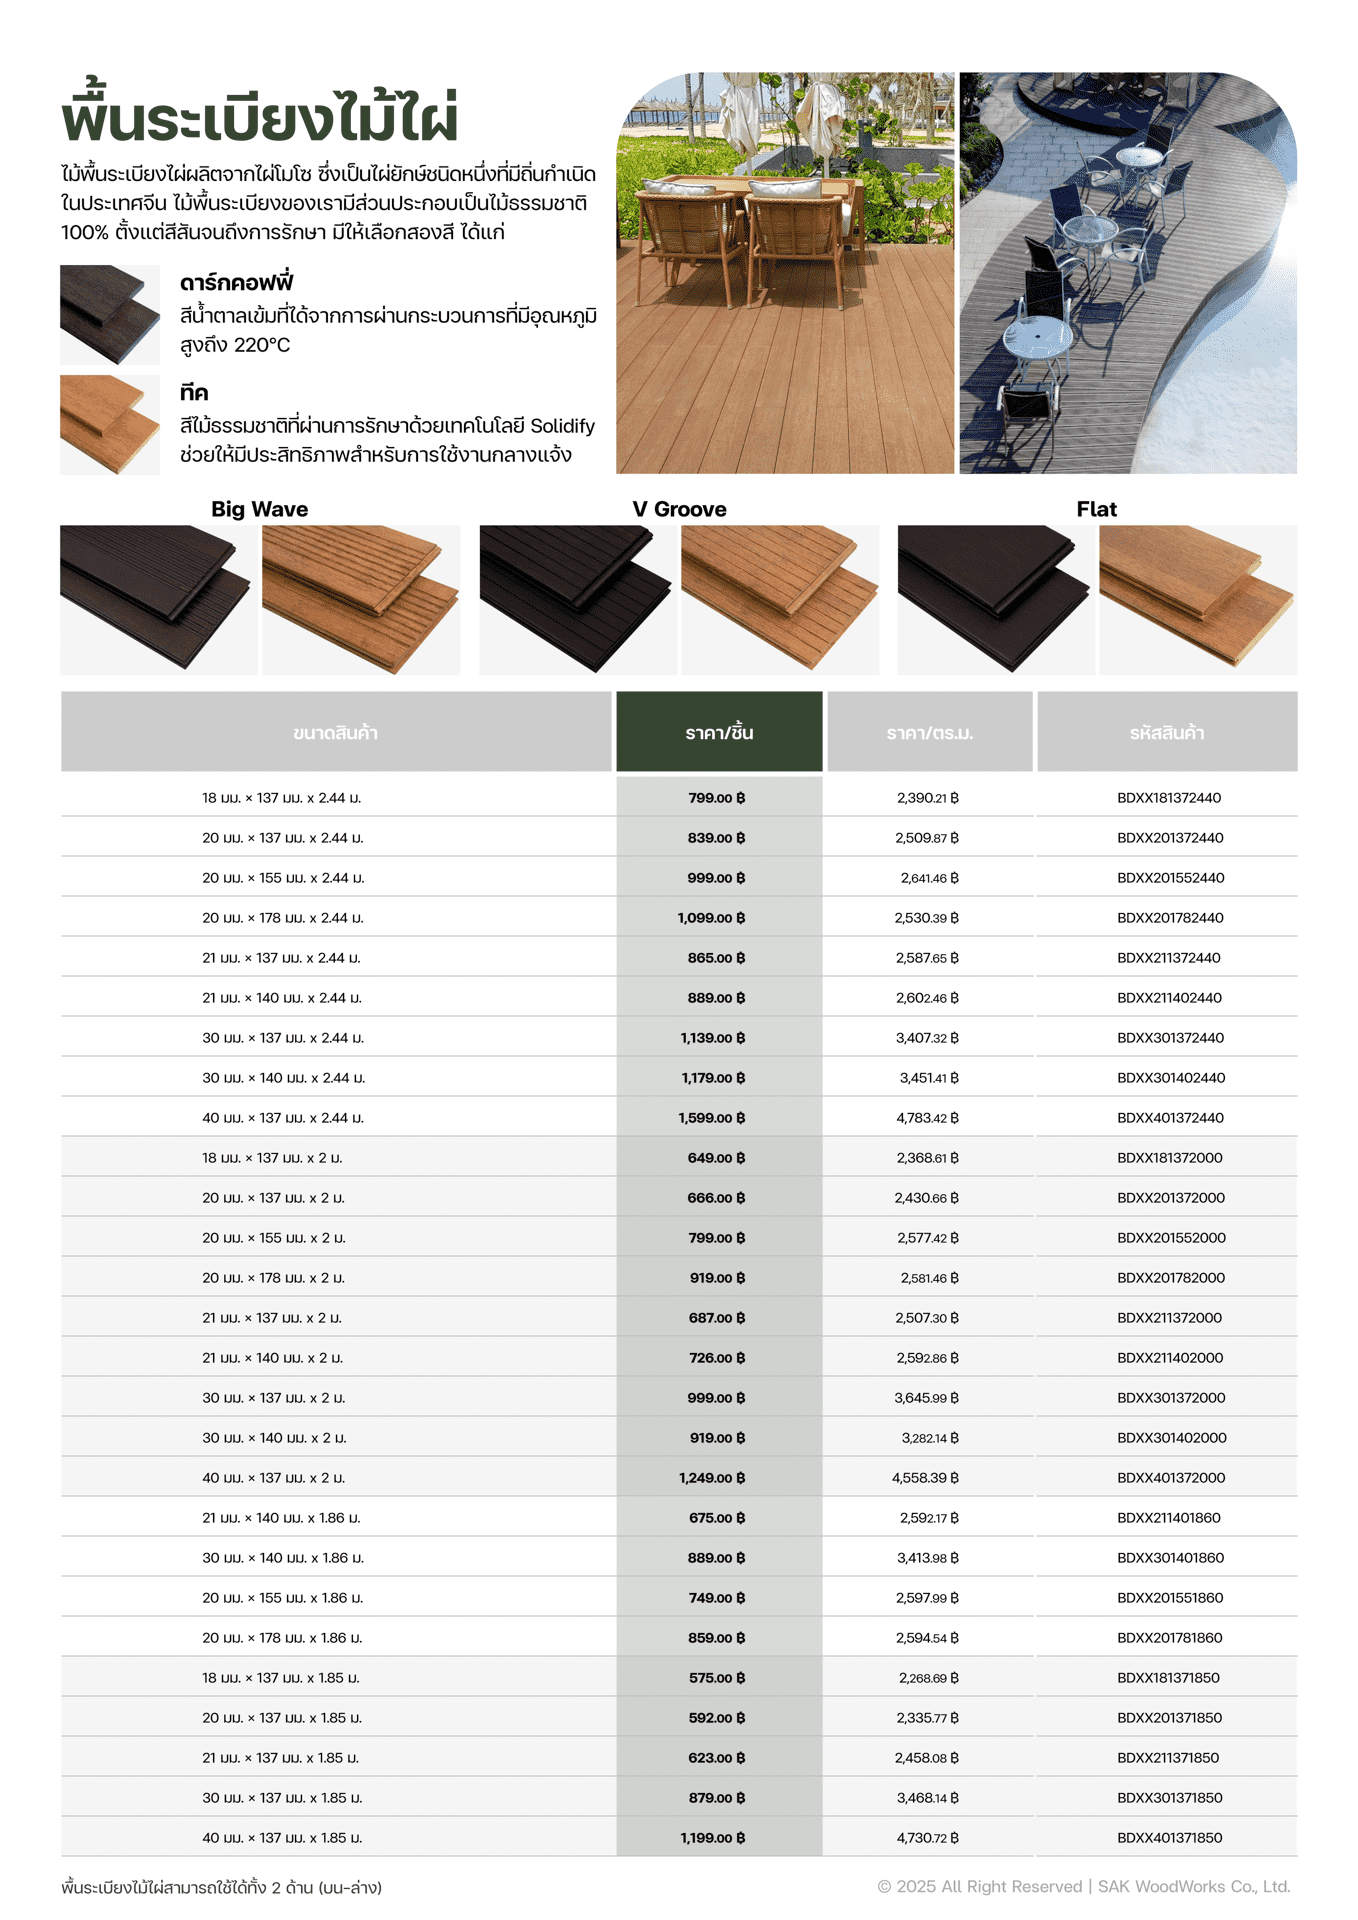 พื้นระเบียงไม้ไผ่
ไม้พื้นระเบียงไผ่ผลิตจากไผ่โมโซ ซึ่งเป็นไผ่ยักษ์ชนิดหนึ่งที่มีถิ่นกำเนิด
ในประเทศจีน ไม้พื้นระเบียงของเรามีส่วนประกอบเป็นไม้ธรรมชาติ
100% ตั้งแต่สีสันจนถึงการรักษา มีให้เลือกสองสี ได้แก่
ดาร์กคอฟฟี่
สีน้ำตาลเข้มที่ได้จากการผ่านกระบวนการที่มีอุณหภูมิ
สูงถึง 220°C
ทีค
สีไม้ธรรมชาติที่ผ่านการรักษาด้วยเทคโนโลยี Solidify
ช่วยให้มีประสิทธิภาพสำหรับการใช้งานกลางแจ้ง
Big Wave V Groove Flat
ขนาดสินค้า ราคา/ชิ้น ราคา/ตร.ม. รหัสสินค้า
18 มม. × 137 มม. x 2.44 ม. 799.00 ฿ 2,390.21 ฿ BDXX181372440
20 มม. × 137 มม. x 2.44 ม. 839.00 ฿ 2,509.87 ฿ BDXX201372440
20 มม. × 155 มม. x 2.44 ม. 999.00 ฿ 2,641.46 ฿ BDXX201552440
20 มม. × 178 มม. x 2.44 ม. 1,099.00 ฿ 2,530.39 ฿ BDXX201782440
21 มม. × 137 มม. x 2.44 ม. 865.00 ฿ 2,587.65 ฿ BDXX211372440
21 มม. × 140 มม. x 2.44 ม. 889.00 ฿ 2,602.46 ฿ BDXX211402440
30 มม. × 137 มม. x 2.44 ม. 1,139.00 ฿ 3,407.32 ฿ BDXX301372440
30 มม. × 140 มม. x 2.44 ม. 1,179.00 ฿ 3,451.41 ฿ BDXX301402440
40 มม. × 137 มม. x 2.44 ม. 1,599.00 ฿ 4,783.42 ฿ BDXX401372440
18 มม. × 137 มม. x 2 ม. 649.00 ฿ 2,368.61 ฿ BDXX181372000
20 มม. × 137 มม. x 2 ม. 666.00 ฿ 2,430.66 ฿ BDXX201372000
20 มม. × 155 มม. x 2 ม. 799.00 ฿ 2,577.42 ฿ BDXX201552000
20 มม. × 178 มม. x 2 ม. 919.00 ฿ 2,581.46 ฿ BDXX201782000
21 มม. × 137 มม. x 2 ม. 687.00 ฿ 2,507.30 ฿ BDXX211372000
21 มม. × 140 มม. x 2 ม. 726.00 ฿ 2,592.86 ฿ BDXX211402000
30 มม. × 137 มม. x 2 ม. 999.00 ฿ 3,645.99 ฿ BDXX301372000
30 มม. × 140 มม. x 2 ม. 919.00 ฿ 3,282.14 ฿ BDXX301402000
40 มม. × 137 มม. x 2 ม. 1,249.00 ฿ 4,558.39 ฿ BDXX401372000
21 มม. × 140 มม. x 1.86 ม. 675.00 ฿ 2,592.17 ฿ BDXX211401860
30 มม. × 140 มม. x 1.86 ม. 889.00 ฿ 3,413.98 ฿ BDXX301401860
20 มม. × 155 มม. x 1.86 ม. 749.00 ฿ 2,597.99 ฿ BDXX201551860
20 มม. × 178 มม. x 1.86 ม. 859.00 ฿ 2,594.54 ฿ BDXX201781860
18 มม. × 137 มม. x 1.85 ม. 575.00 ฿ 2,268.69 ฿ BDXX181371850
20 มม. × 137 มม. x 1.85 ม. 592.00 ฿ 2,335.77 ฿ BDXX201371850
21 มม. × 137 มม. x 1.85 ม. 623.00 ฿ 2,458.08 ฿ BDXX211371850
30 มม. × 137 มม. x 1.85 ม. 879.00 ฿ 3,468.14 ฿ BDXX301371850
40 มม. × 137 มม. x 1.85 ม. 1,199.00 ฿ 4,730.72 ฿ BDXX401371850
พื้นระเบียงไม้ไผ่สามารถใช้ได้ทั้ง 2 ด้าน (บน-ล่าง) © 2025 All Right Reserved | SAK WoodWorks Co., Ltd.